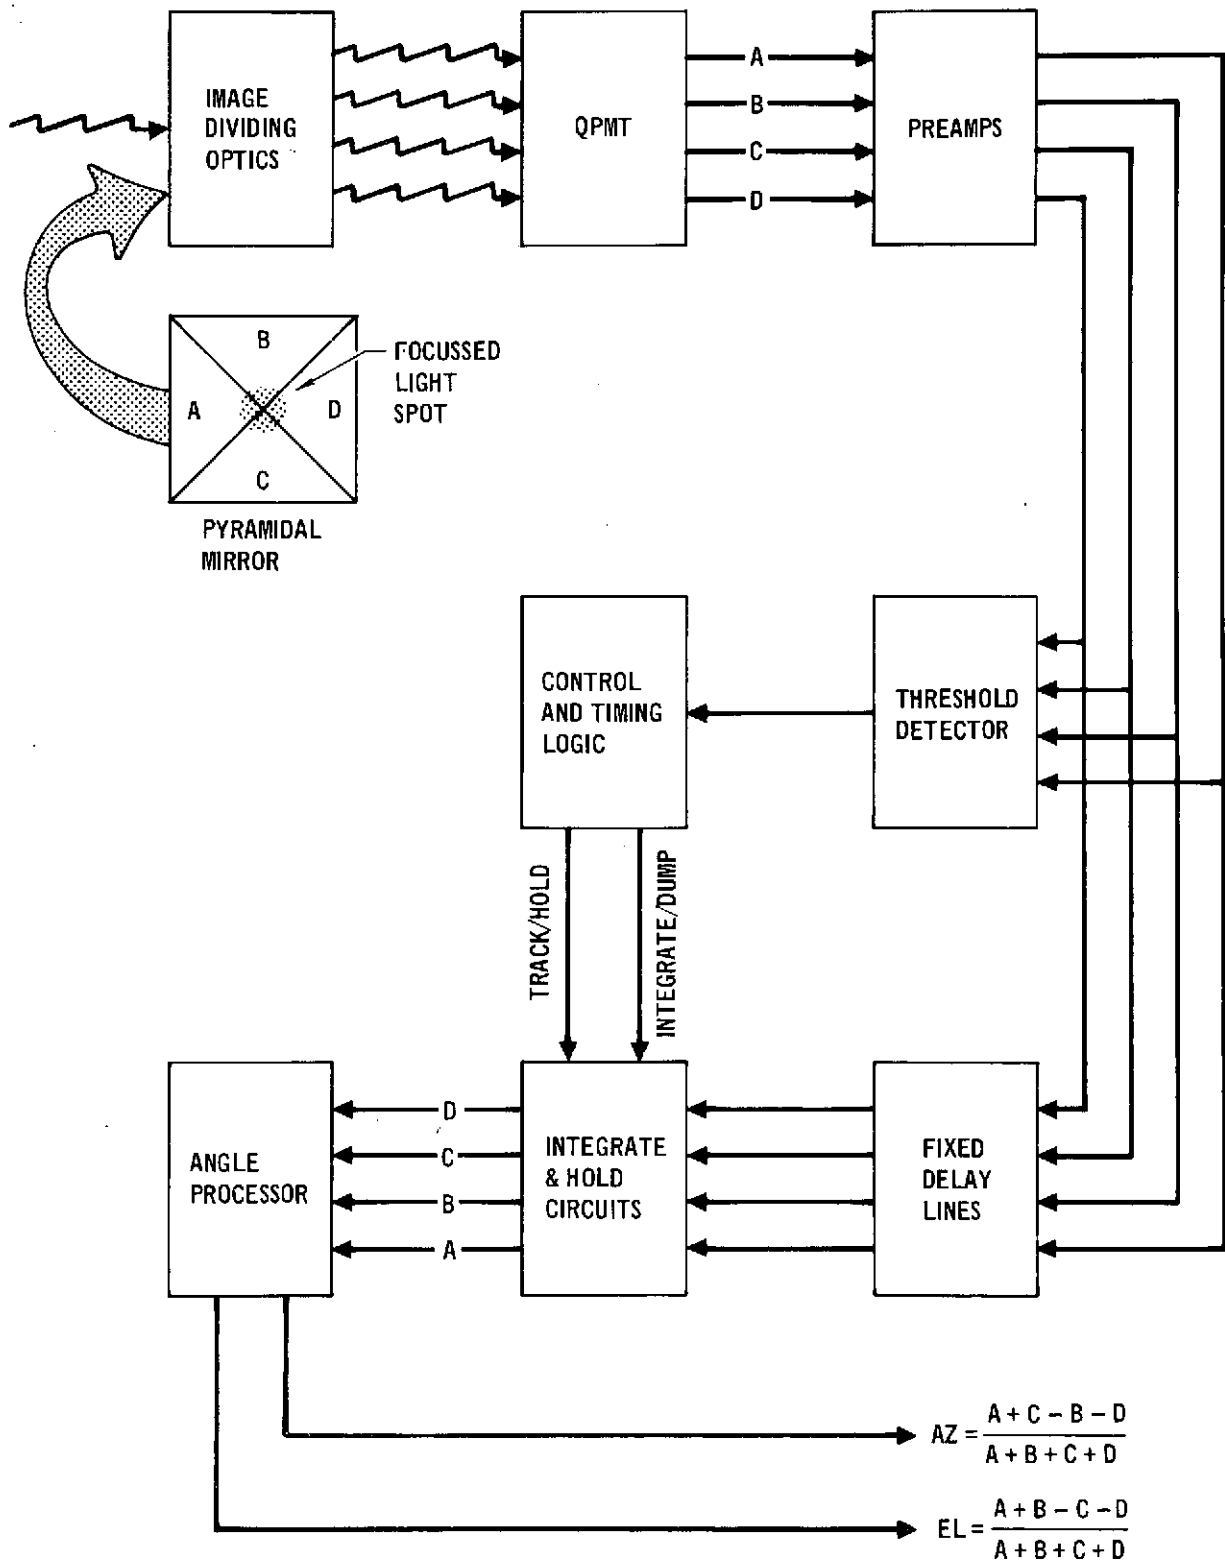 IMAGE
DIVIDING
OPTICS
QPMT
A
B
C
D
PREAMPS
B
A
D
C
FOCUSSED
LIGHT
SPOT
PYRAMIDAL
MIRROR
CONTROL
AND TIMING
LOGIC
THRESHOLD
DETECTOR
TRACK/HOLD
INTEGRATE/DUMP
ANGLE
PROCESSOR
D
C
B
A
INTEGRATE
& HOLD
CIRCUITS
FIXED
DELAY
LINES
AZ = A + C – B – D / A + B + C + D
EL = A + B – C – D / A + B + C + D